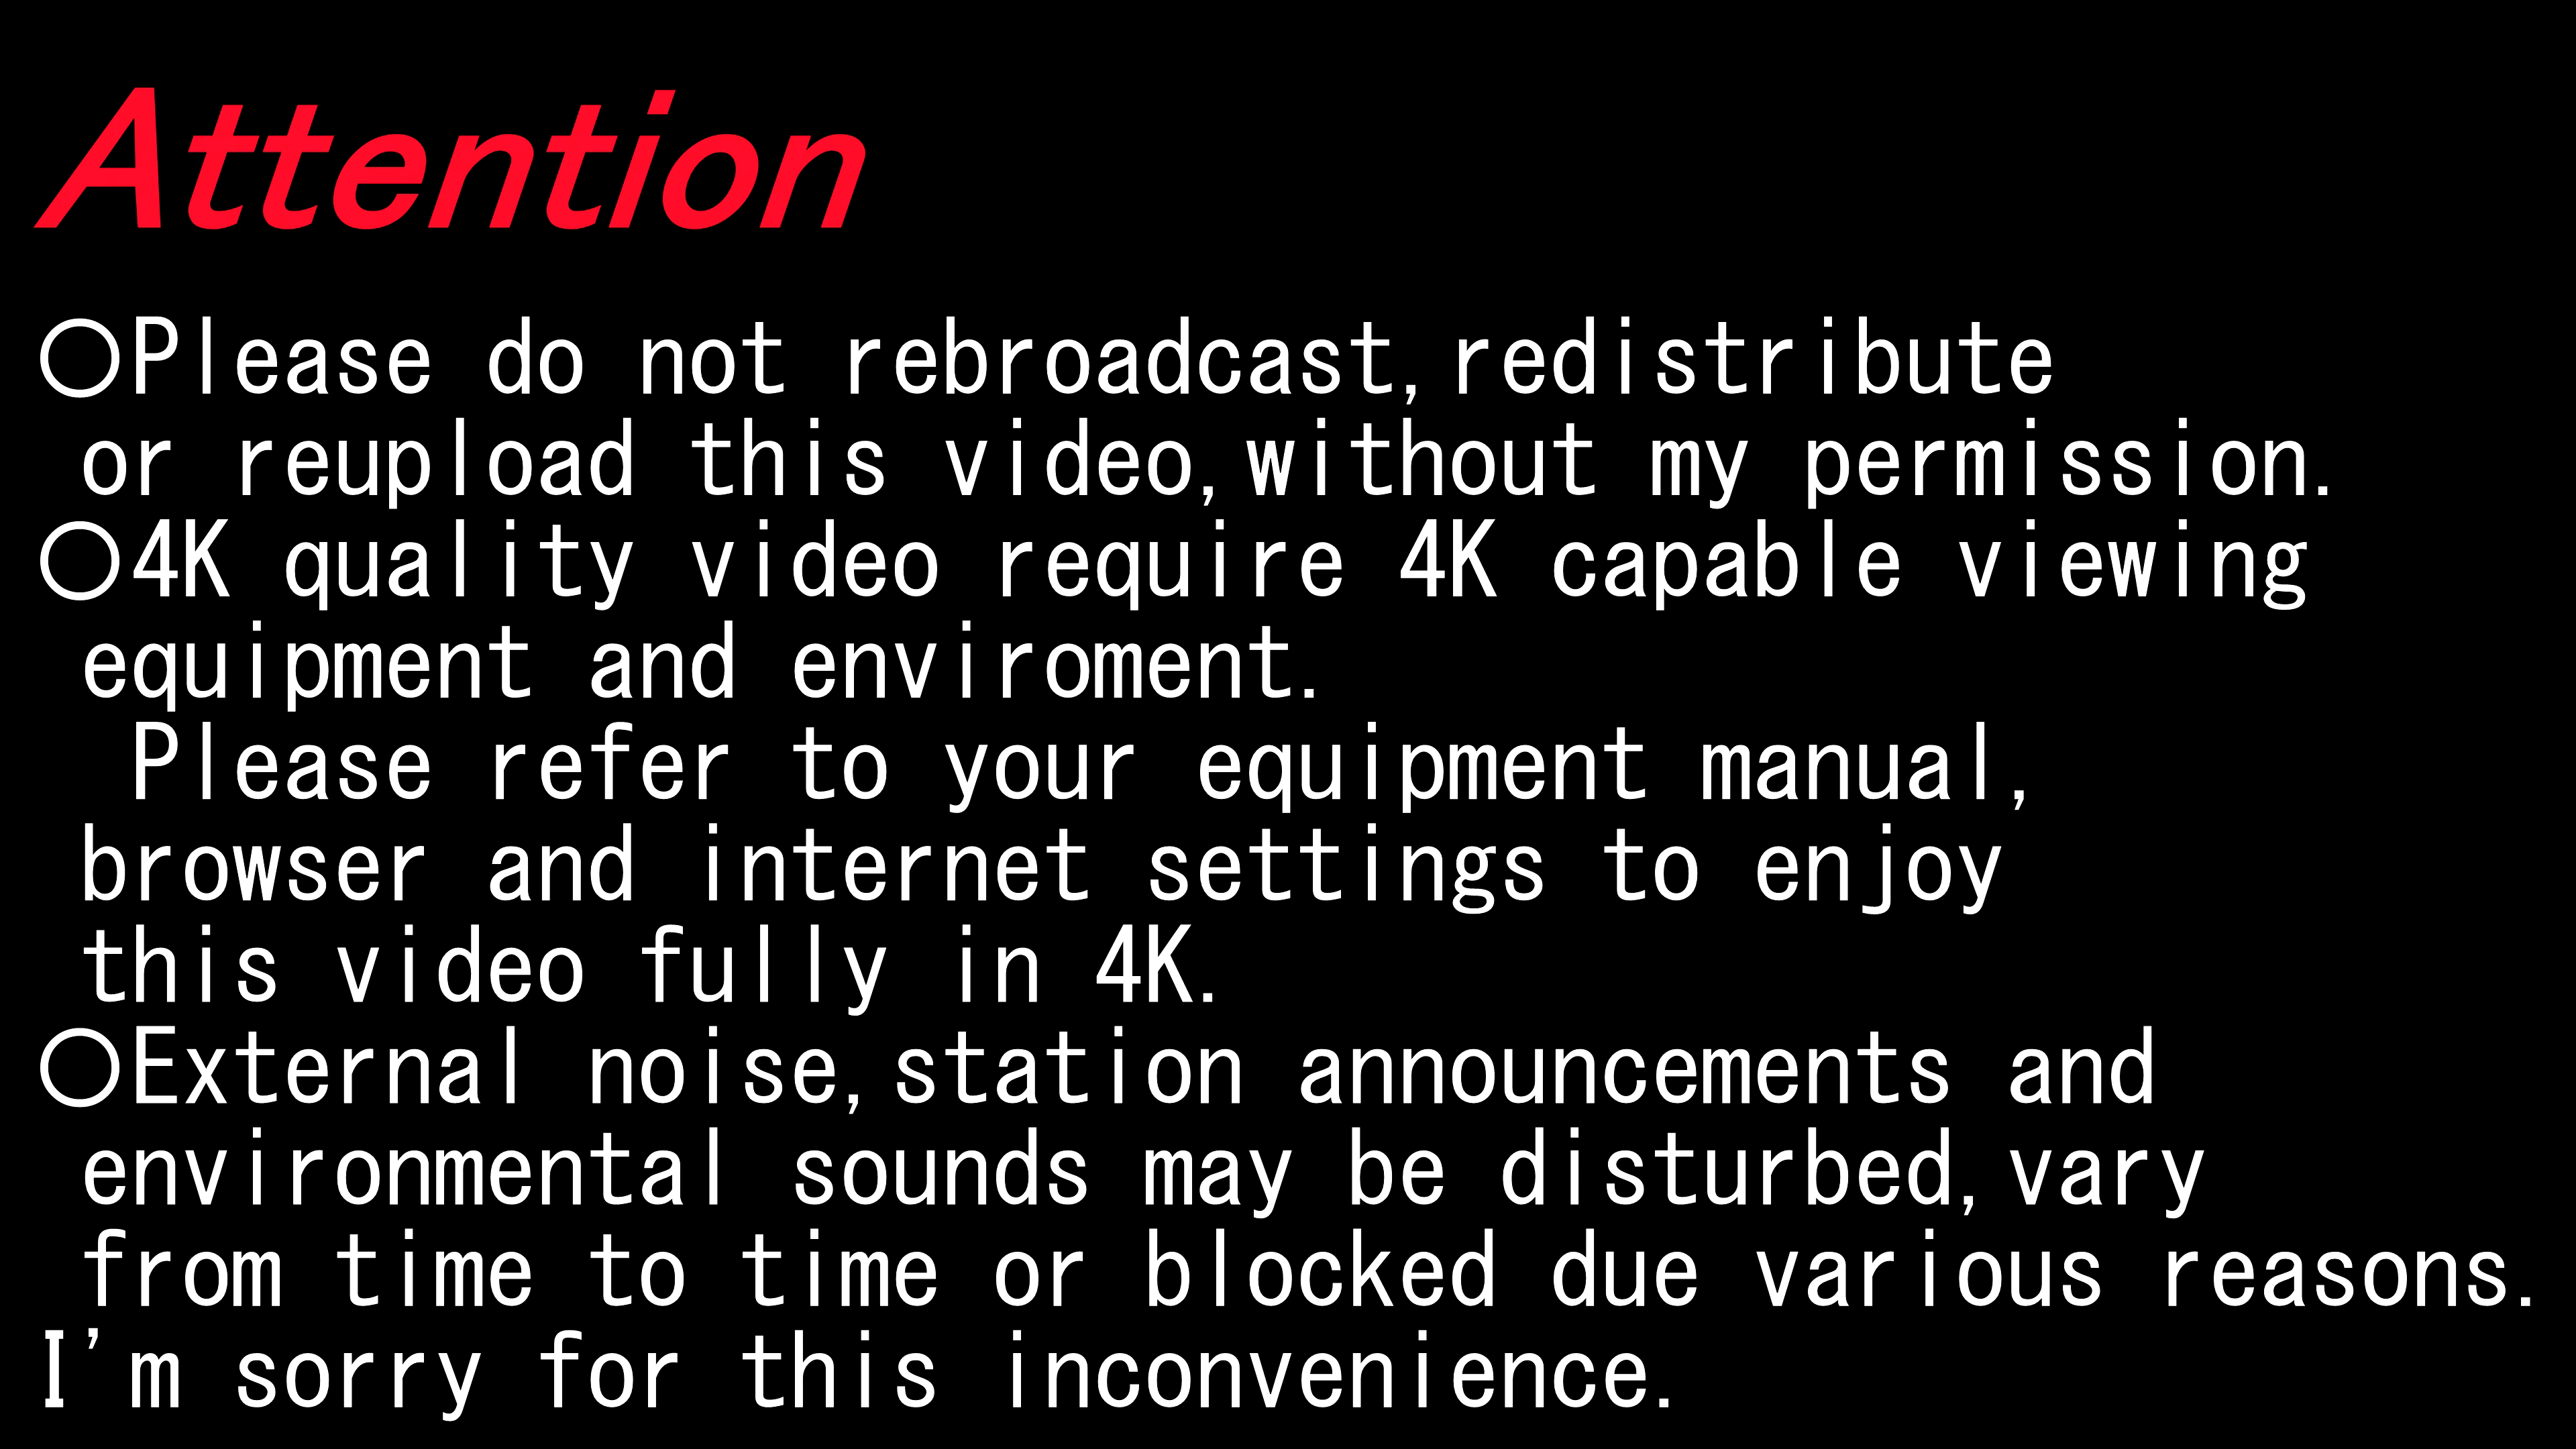 Attention
○Please do not rebroadcast,redistribute
or reupload this video,without my permission.
○4K quality video require 4K capable viewing
equipment and enviroment.
Please refer to your equipment manual,
browser and internet settings to enjoy
this video fully in 4K.
○External noise,station announcements and
environmental sounds may be disturbed,vary
from time to time or blocked due various reasons.
I'm sorry for this inconvenience.